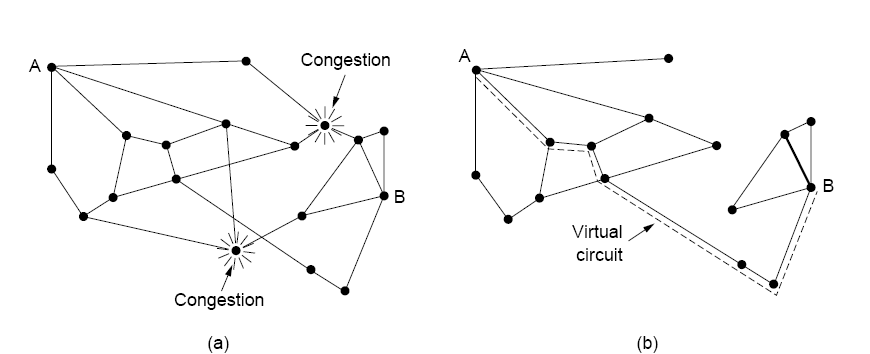 A
Congestion
B
Congestion
(a)
A
B
Virtual
circuit
(b)